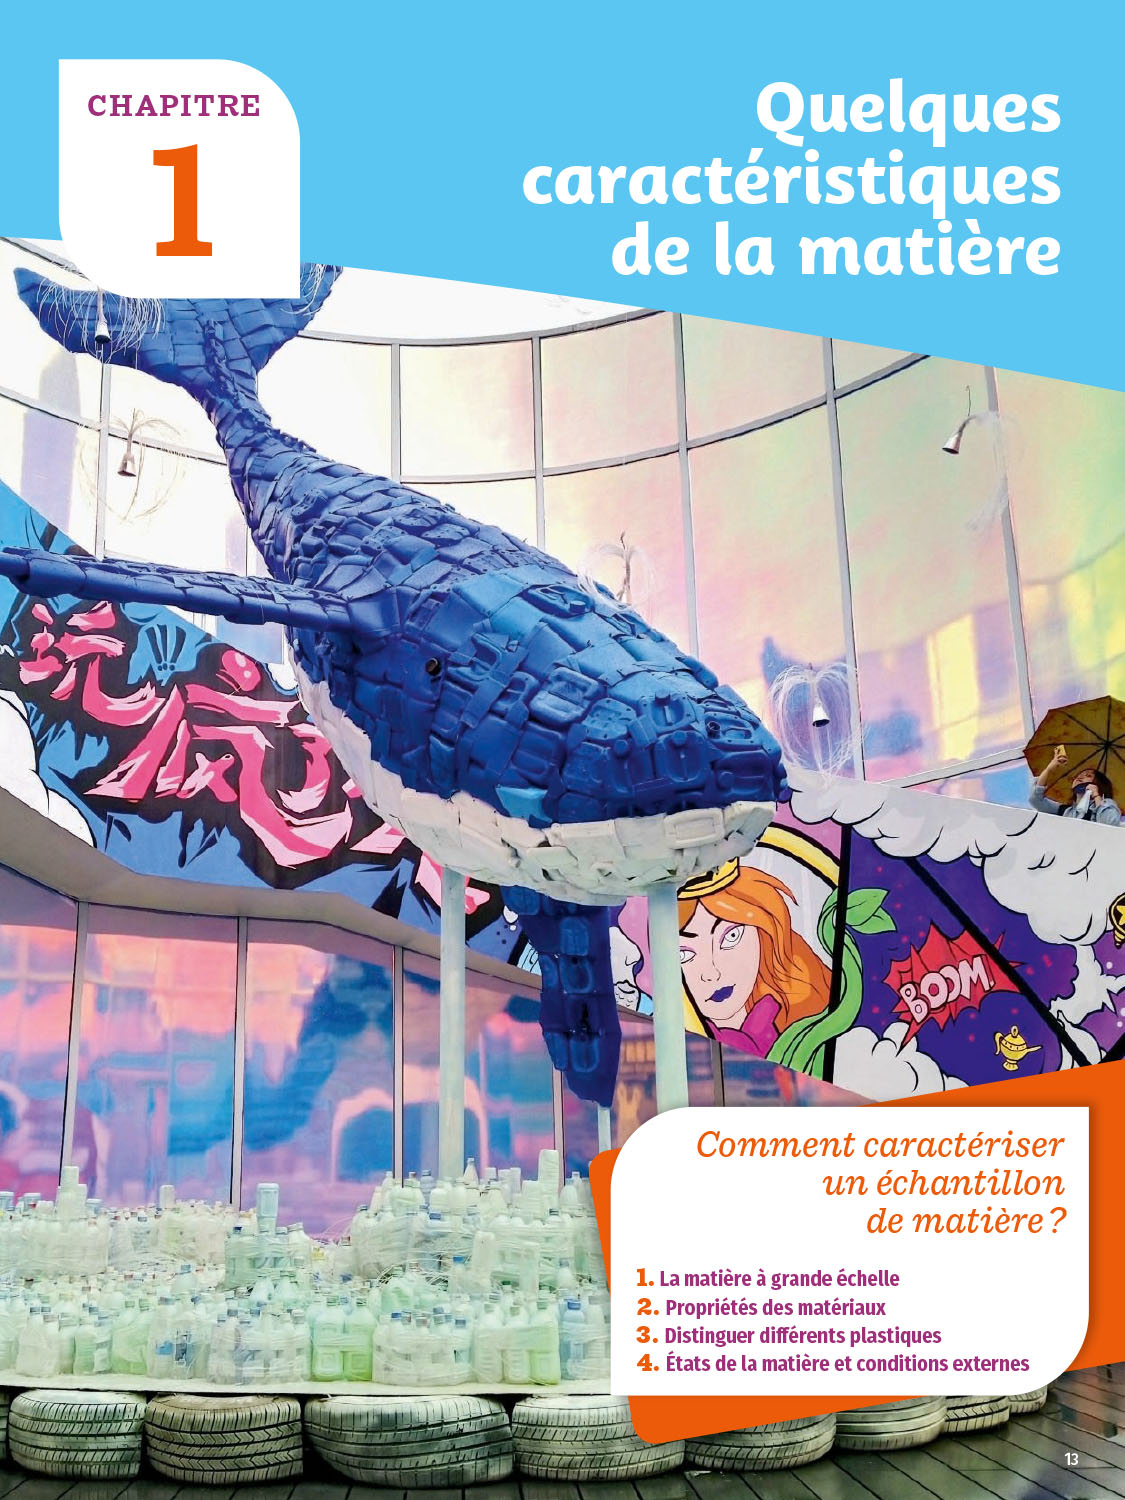 CHAPITRE
1
Quelques
caractéristiques
de la matière
BOOM
Comment caractériser
un échantillon
de matière ?
1. La matière à grande échelle
2. Propriétés des matériaux
3. Distinguer différents plastiques
4. États de la matière et conditions externes
13